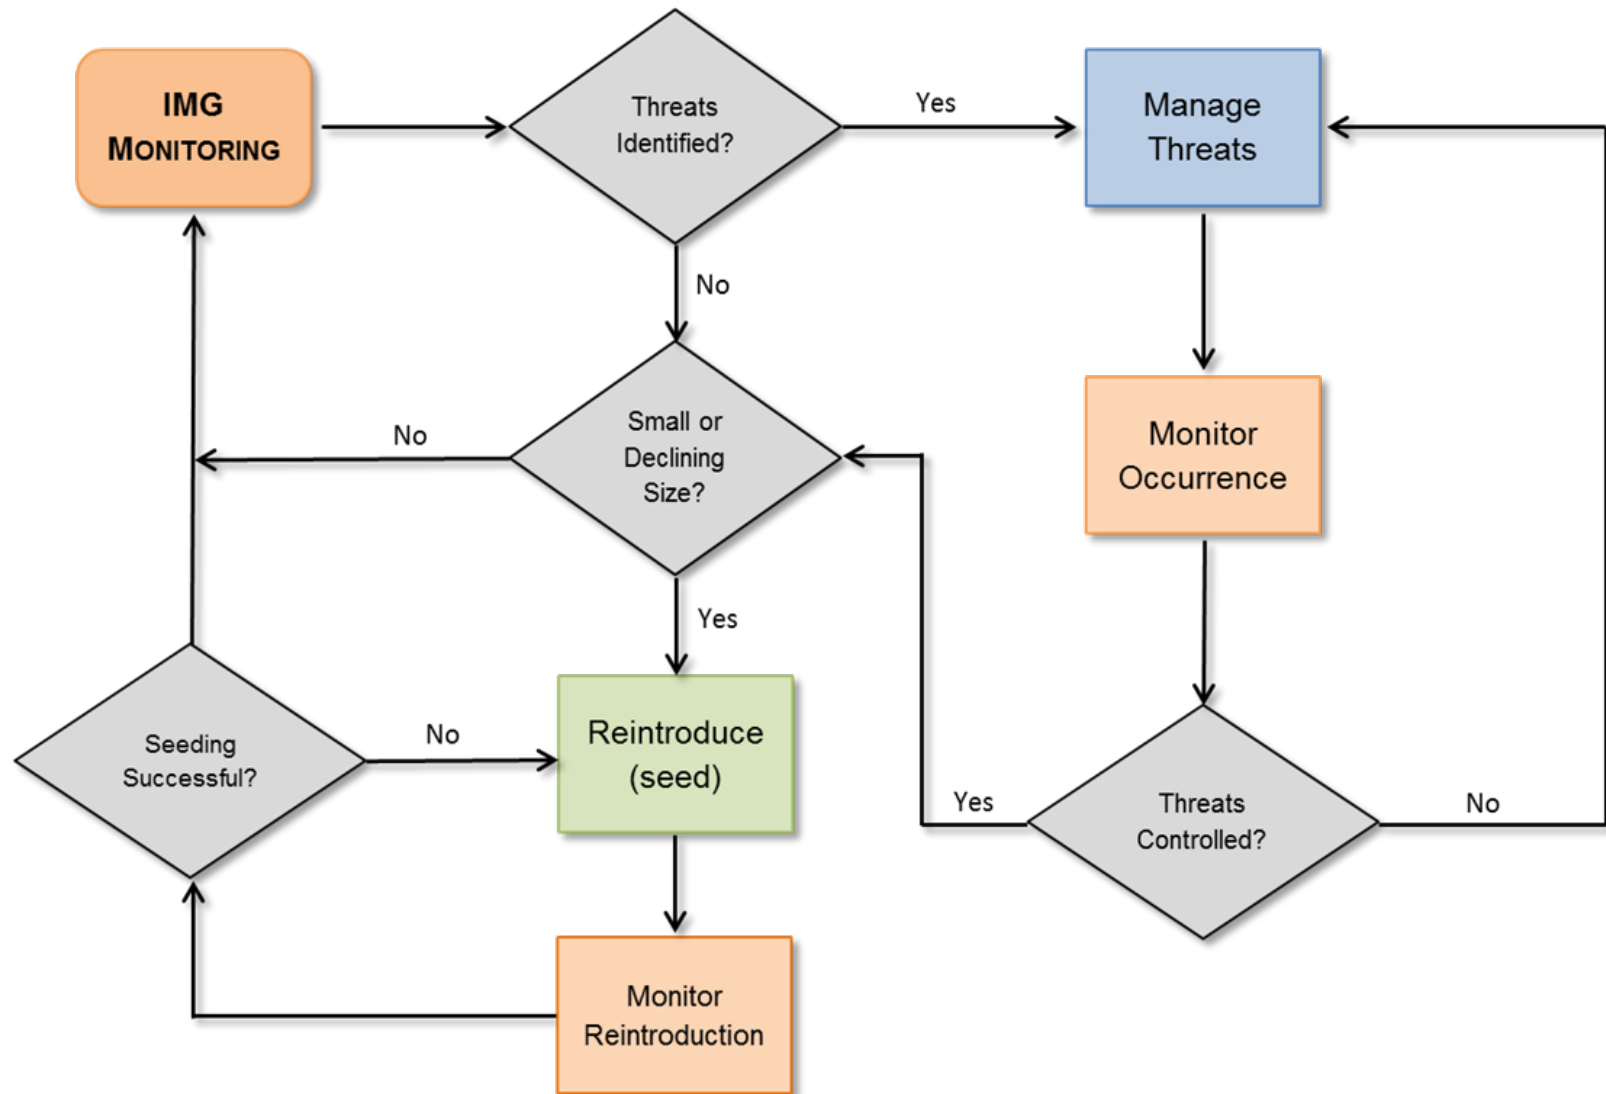 IMG
MONITORING
Threats
Identified?
Yes
Manage
Threats
No
Small or
Declining
Size?
No
Monitor
Occurrence
Yes
Seeding
Successful?
No
Reintroduce
(seed)
Yes
Threats
Controlled?
No
Monitor
Reintroduction